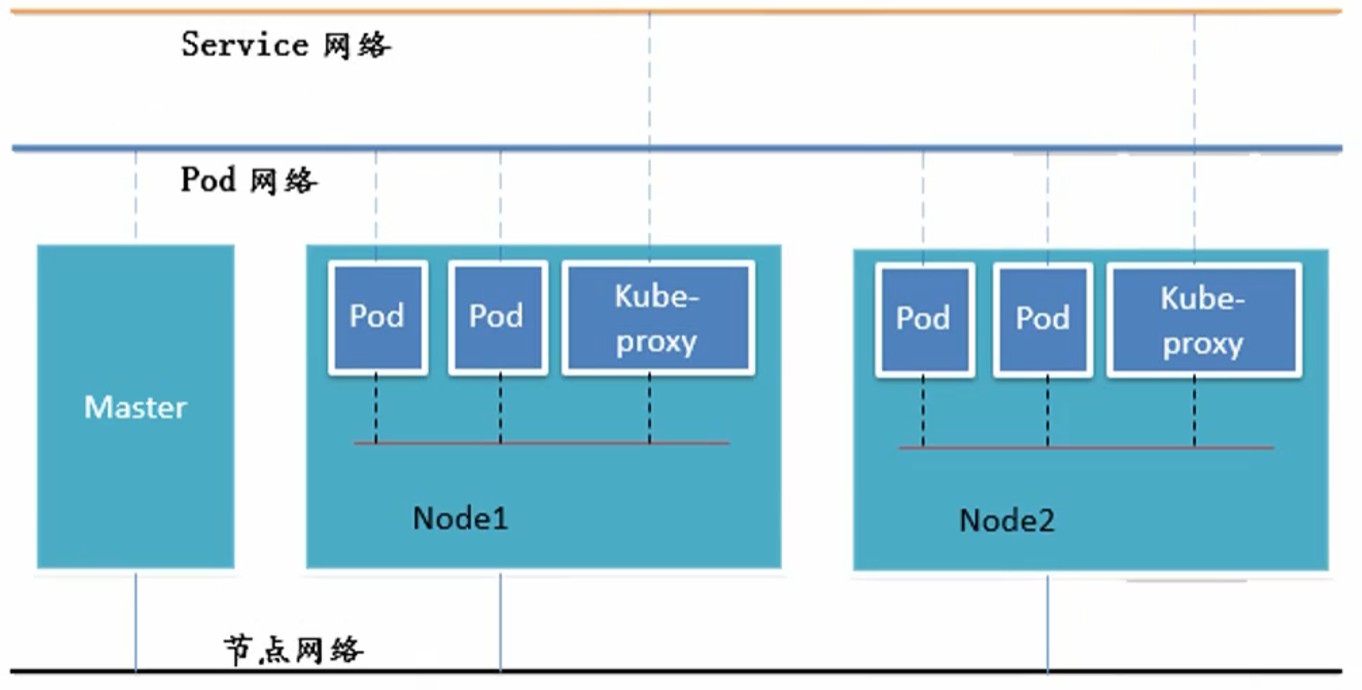 Service 网络
Pod 网络
Master
Pod
Pod
Kube-
proxy
Node1
Pod
Pod
Kube-
proxy
Node2
节点网络